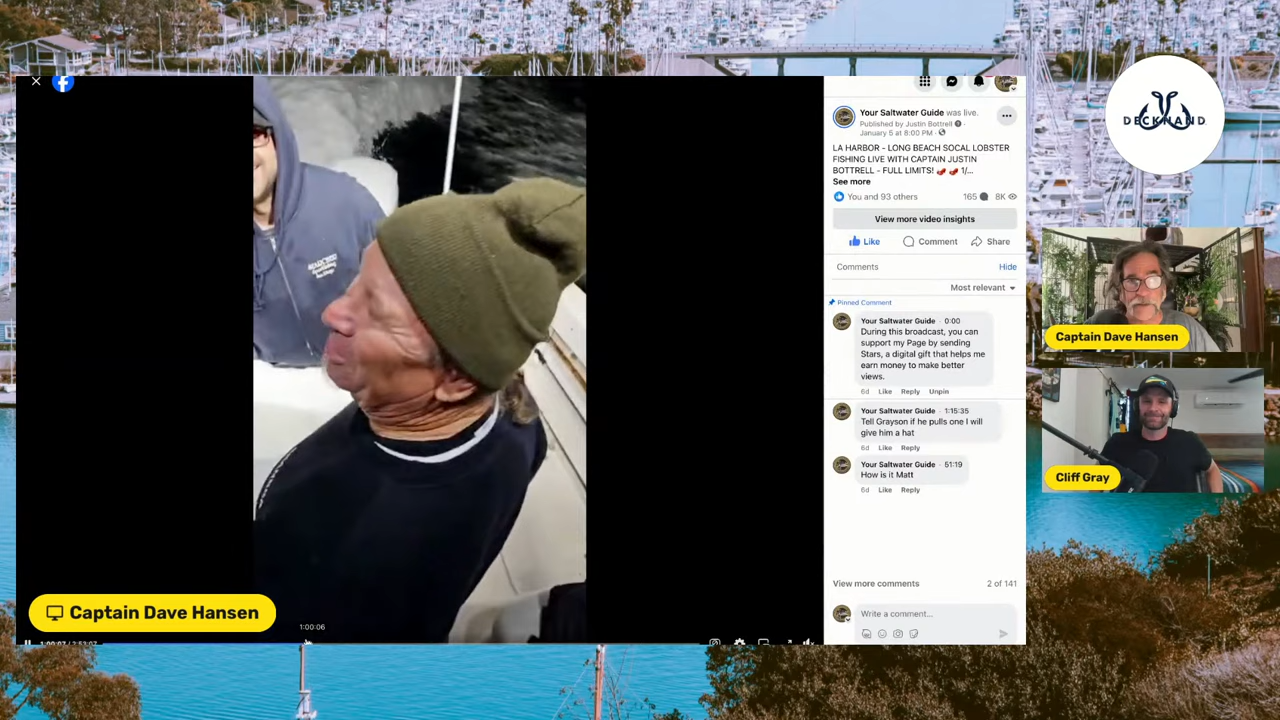 Your Saltwater Guide was live.
Published by Justin Bottrell
January 5 at 8:00 PM
LA HARBOR - LONG BEACH SOCAL LOBSTER
FISHING LIVE WITH CAPTAIN JUSTIN
BOTTRELL - FULL LIMITS! 🦞 🦞 1/...
See more
You and 93 others
165
8K
View more video insights
Like
Comment
Share
Comments
Hide
Most relevant
Pinned Comment
Your Saltwater Guide · 0:00
During this broadcast, you can
support my Page by sending
Stars, a digital gift that helps me
earn money to make better
views.
6d Like Reply Unpin
Your Saltwater Guide · 1:15:35
Tell Grayson if he pulls one I will
give him a hat
6d Like Reply
Your Saltwater Guide · 51:19
How is it Matt
6d Like Reply
View more comments
2 of 141
Write a comment...
1:00:06
Captain Dave Hansen
DECKHAND
Captain Dave Hansen
Cliff Gray